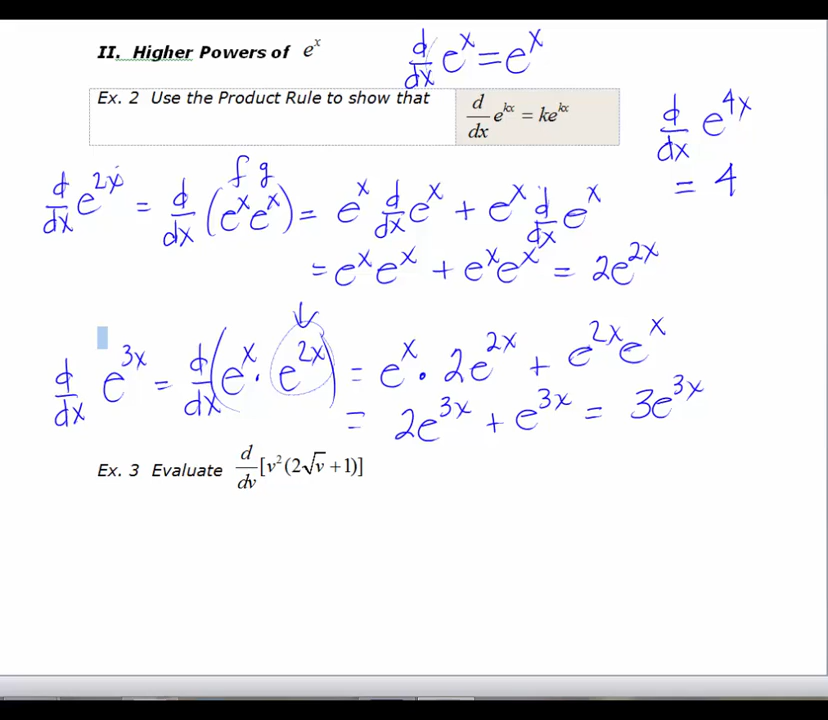 II. Higher Powers of e^x
d/dx e^x = e^x
Ex. 2 Use the Product Rule to show that d/dx e^{kx} = ke^{kx}
d/dx e^{4x}
= 4
f g
d/dx e^{2x} = d/dx (e^x e^x) = e^x d/dx e^x + e^x d/dx e^x
= e^x e^x + e^x e^x = 2e^{2x}
d/dx e^{3x} = d/dx (e^x · e^{2x}) = e^x · 2e^{2x} + e^{2x} e^x
= 2e^{3x} + e^{3x} = 3e^{3x}
Ex. 3 Evaluate d/dv [v²(2√v + 1)]